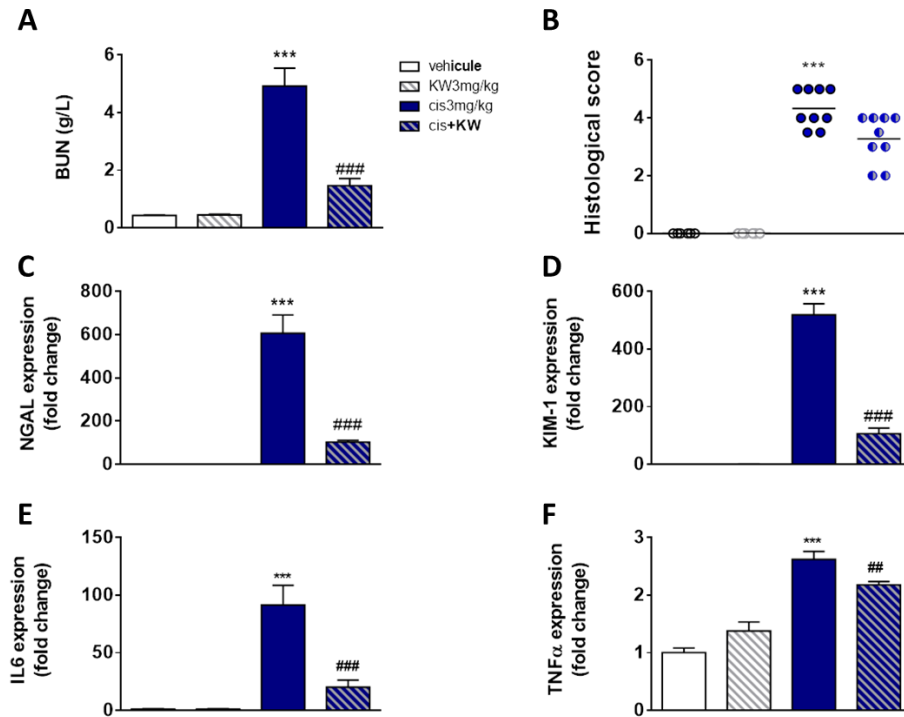 A
BUN (g/L)
6
4
2
0
***
###
vehicule
KW3mg/kg
cis3mg/kg
cis+KW
B
Histological score
6
4
2
0
***
C
NGAL expression
(fold change)
800
600
400
200
0
***
###
D
KIM-1 expression
(fold change)
600
400
200
0
***
###
E
IL6 expression
(fold change)
150
100
50
0
***
###
F
TNFα expression
(fold change)
3
2
1
0
***
##